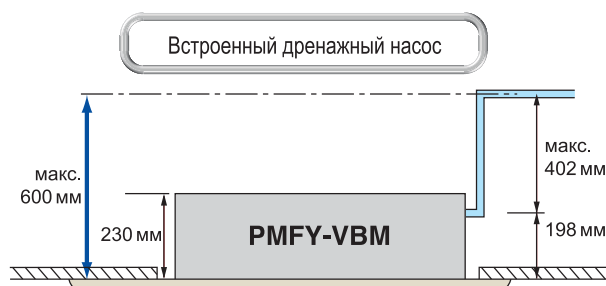 Встроенный дренажный насос
макс.
600 мм
230 мм
PMFY-VBM
макс.
402 мм
198 мм